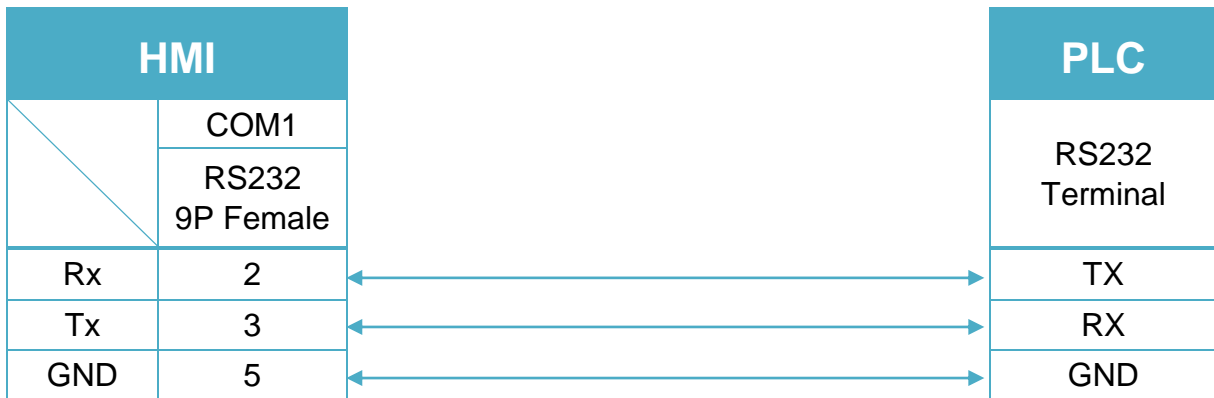 HMI
PLC
COM1
RS232
9P Female
RS232
Terminal
Rx 2 TX
Tx 3 RX
GND 5 GND